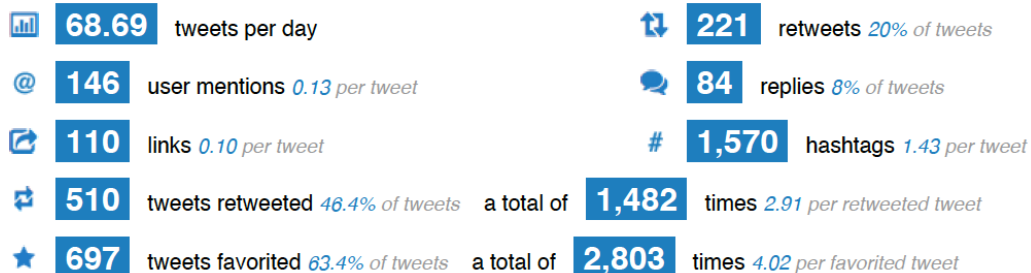 68.69 tweets per day
221 retweets 20% of tweets
@ 146 user mentions 0.13 per tweet
84 replies 8% of tweets
110 links 0.10 per tweet
# 1,570 hashtags 1.43 per tweet
510 tweets retweeted 46.4% of tweets a total of 1,482 times 2.91 per retweeted tweet
697 tweets favorited 63.4% of tweets a total of 2,803 times 4.02 per favorited tweet